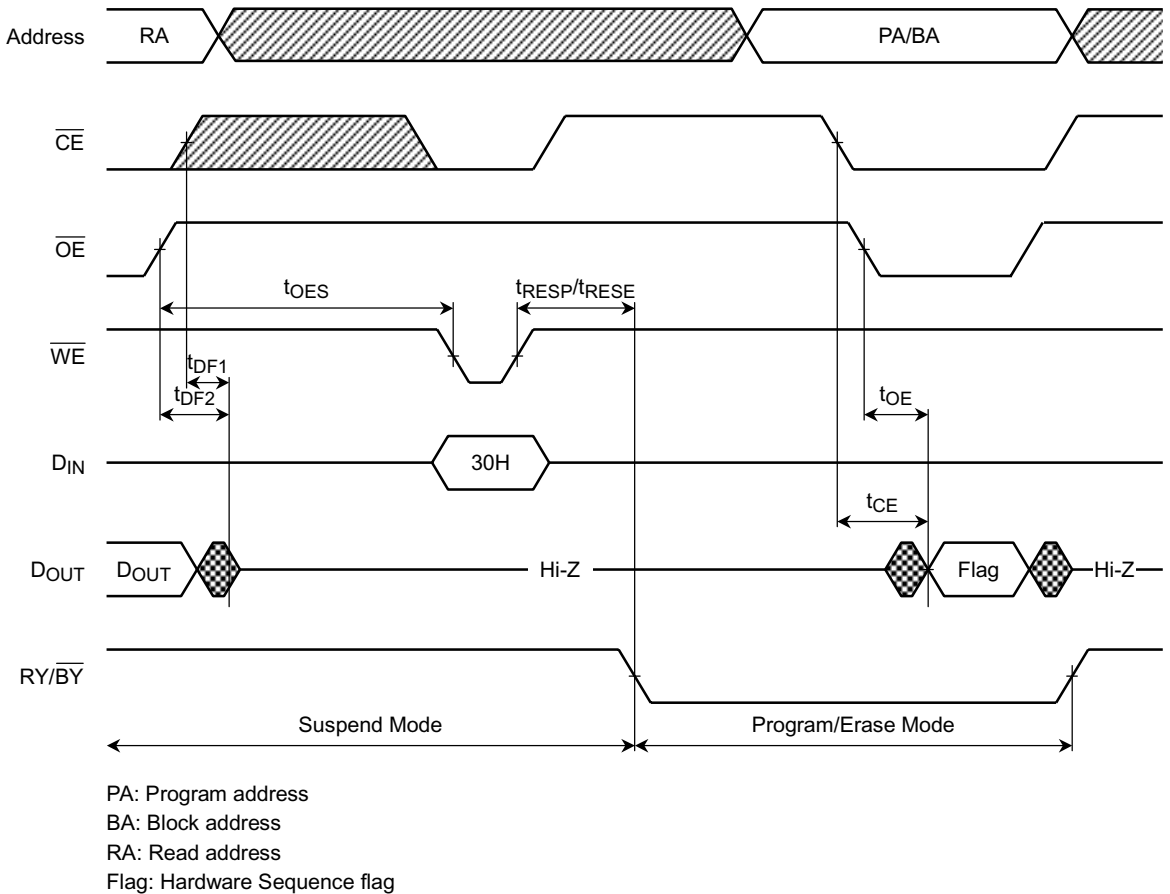 Address RA PA/BA
CE
OE
tOES tRESP/tRESE
WE
tDF1
tDF2 tOE
DIN 30H
tCE
DOUT DOUT Hi-Z Flag Hi-Z
RY/BY
Suspend Mode Program/Erase Mode
PA: Program address
BA: Block address
RA: Read address
Flag: Hardware Sequence flag